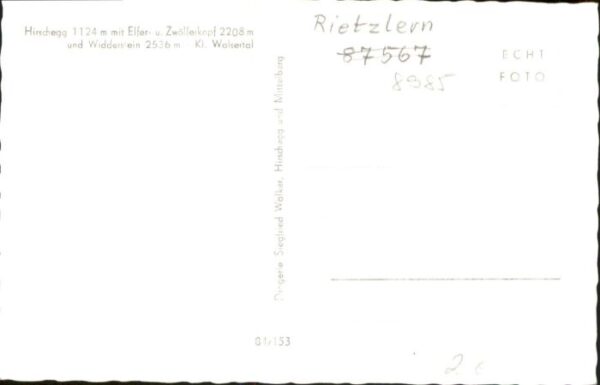 Hirschegg 1124 m mit Elfer- u. Zwölferkopf 2208 m
und Widderstein 2536 m Kl. Walsertal
Rietzlern
87567
8985
ECHT
FOTO
Drogerie Siegfried Walker, Hirschegg und Mittelberg
81/153
2